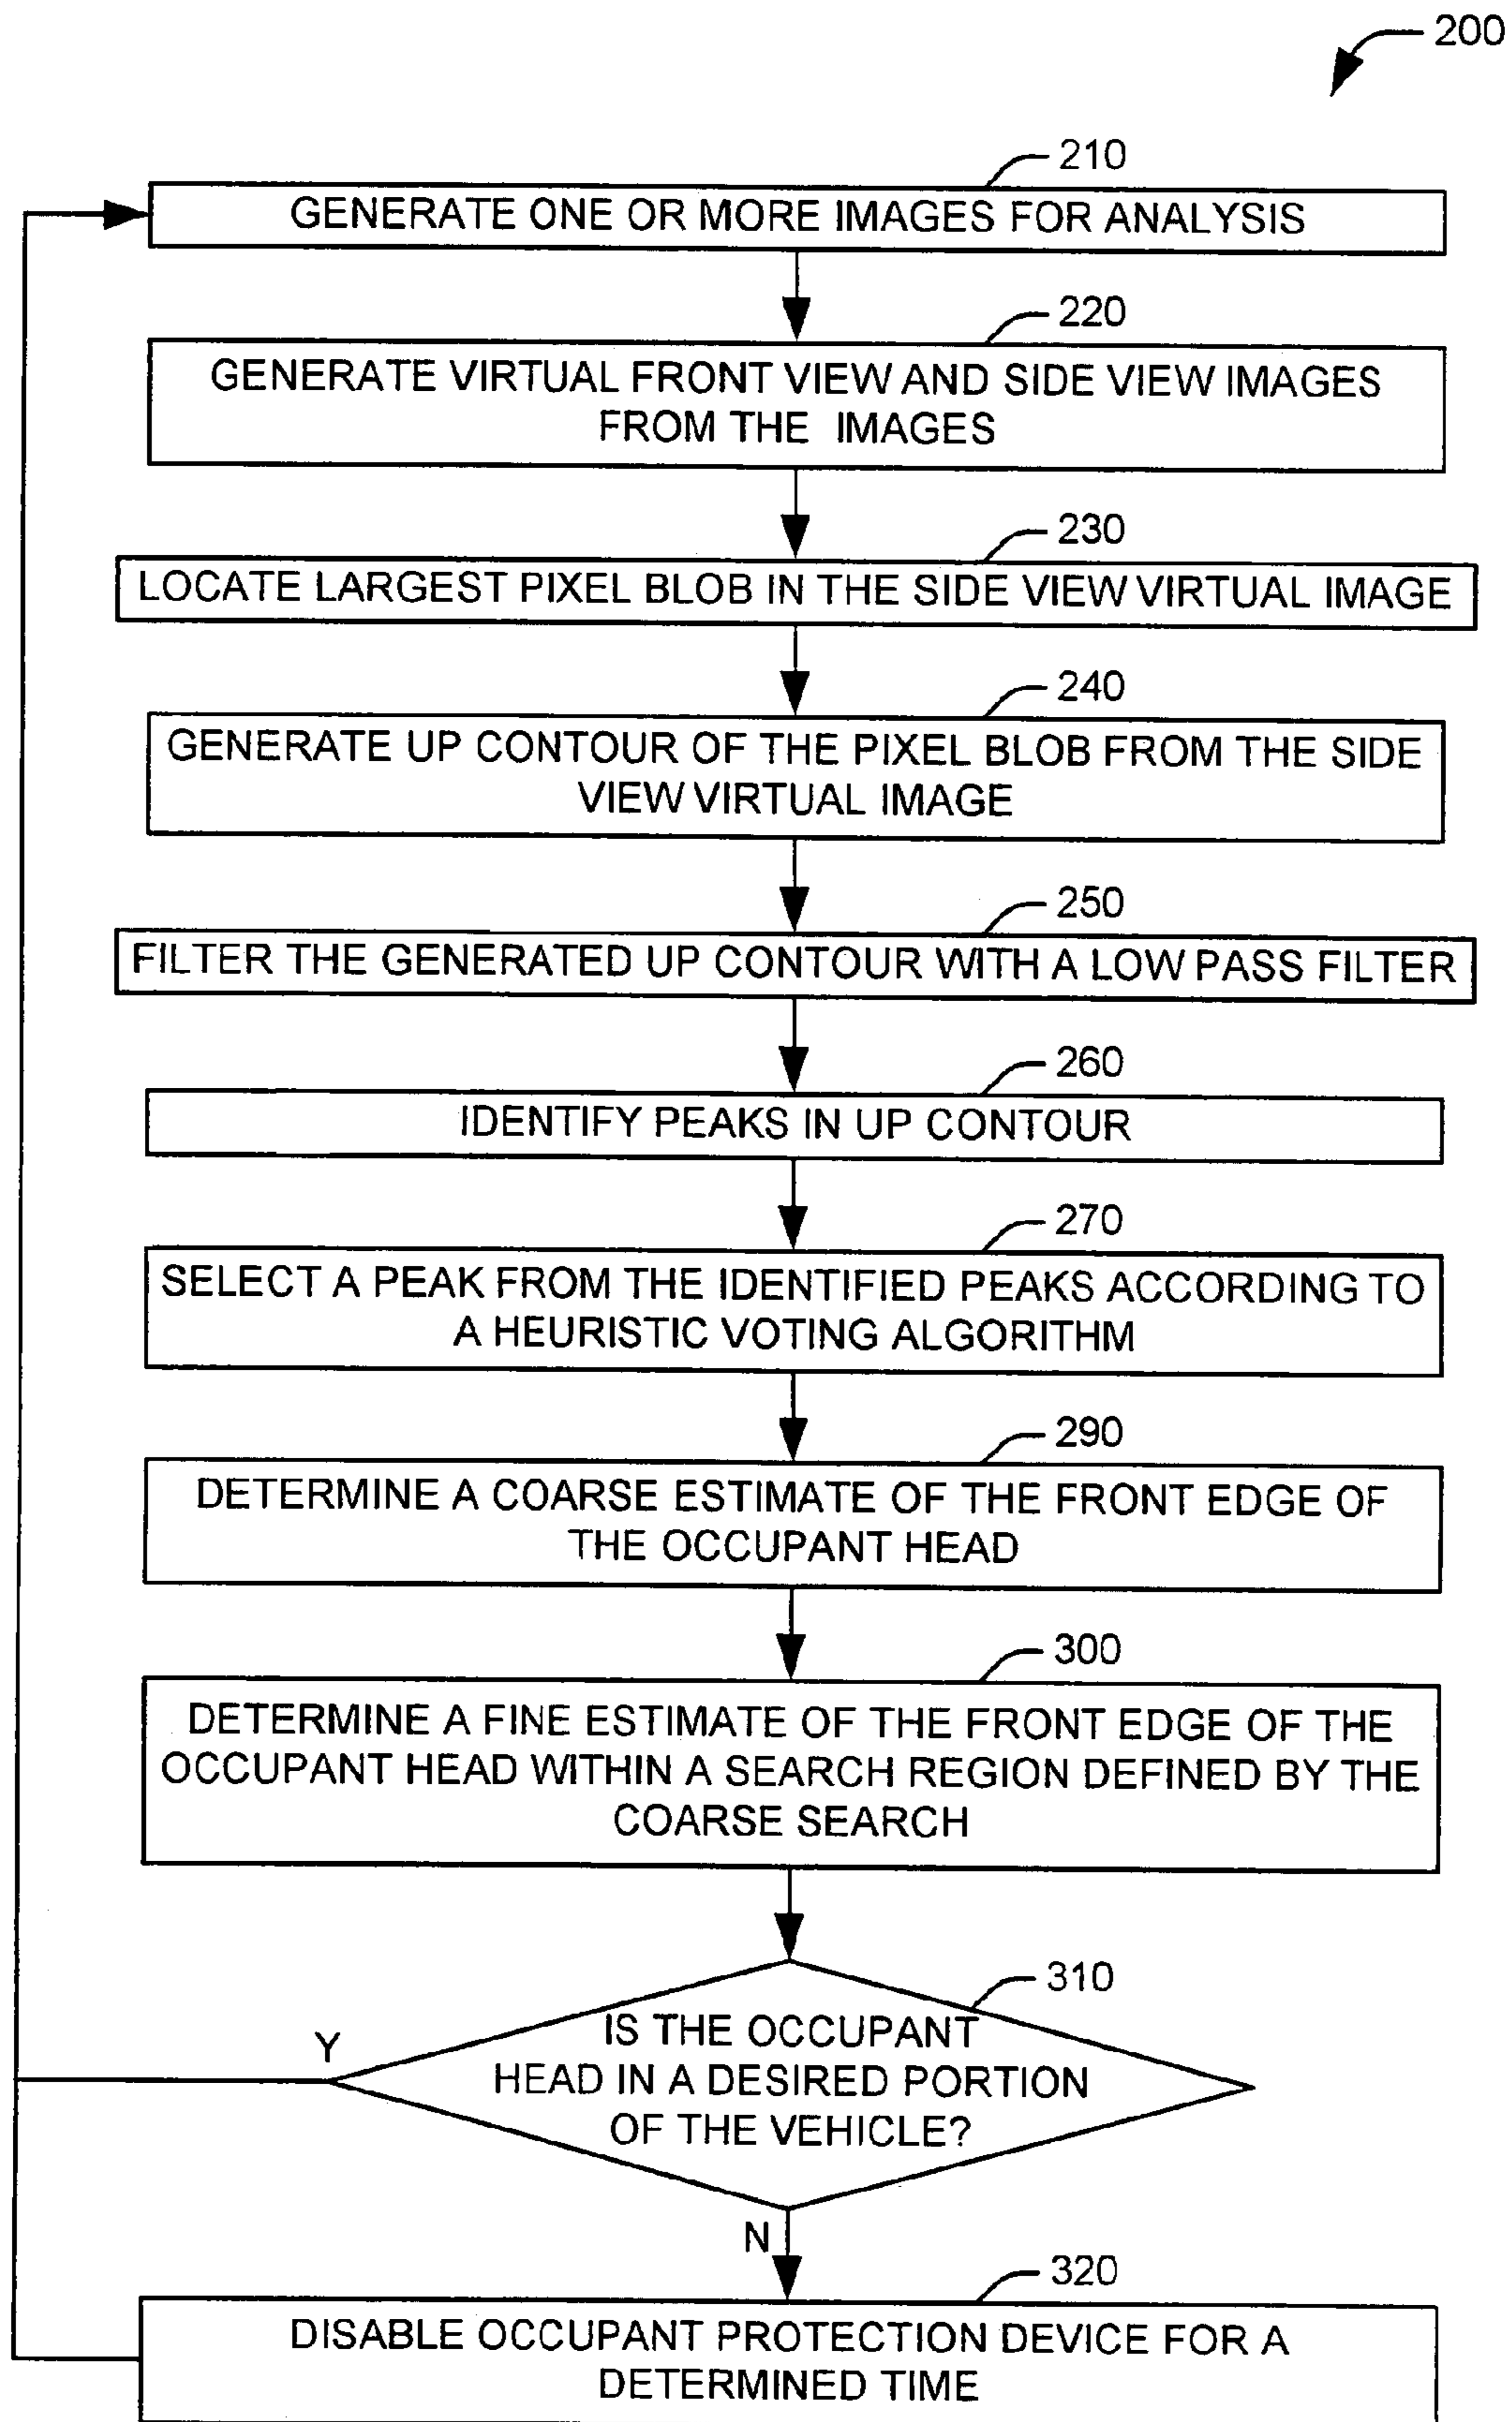 200
210
GENERATE ONE OR MORE IMAGES FOR ANALYSIS
220
GENERATE VIRTUAL FRONT VIEW AND SIDE VIEW IMAGES
FROM THE IMAGES
230
LOCATE LARGEST PIXEL BLOB IN THE SIDE VIEW VIRTUAL IMAGE
240
GENERATE UP CONTOUR OF THE PIXEL BLOB FROM THE SIDE
VIEW VIRTUAL IMAGE
250
FILTER THE GENERATED UP CONTOUR WITH A LOW PASS FILTER
260
IDENTIFY PEAKS IN UP CONTOUR
270
SELECT A PEAK FROM THE IDENTIFIED PEAKS ACCORDING TO
A HEURISTIC VOTING ALGORITHM
290
DETERMINE A COARSE ESTIMATE OF THE FRONT EDGE OF
THE OCCUPANT HEAD
300
DETERMINE A FINE ESTIMATE OF THE FRONT EDGE OF THE
OCCUPANT HEAD WITHIN A SEARCH REGION DEFINED BY THE
COARSE SEARCH
310
Y
IS THE OCCUPANT
HEAD IN A DESIRED PORTION
OF THE VEHICLE?
N
320
DISABLE OCCUPANT PROTECTION DEVICE FOR A
DETERMINED TIME